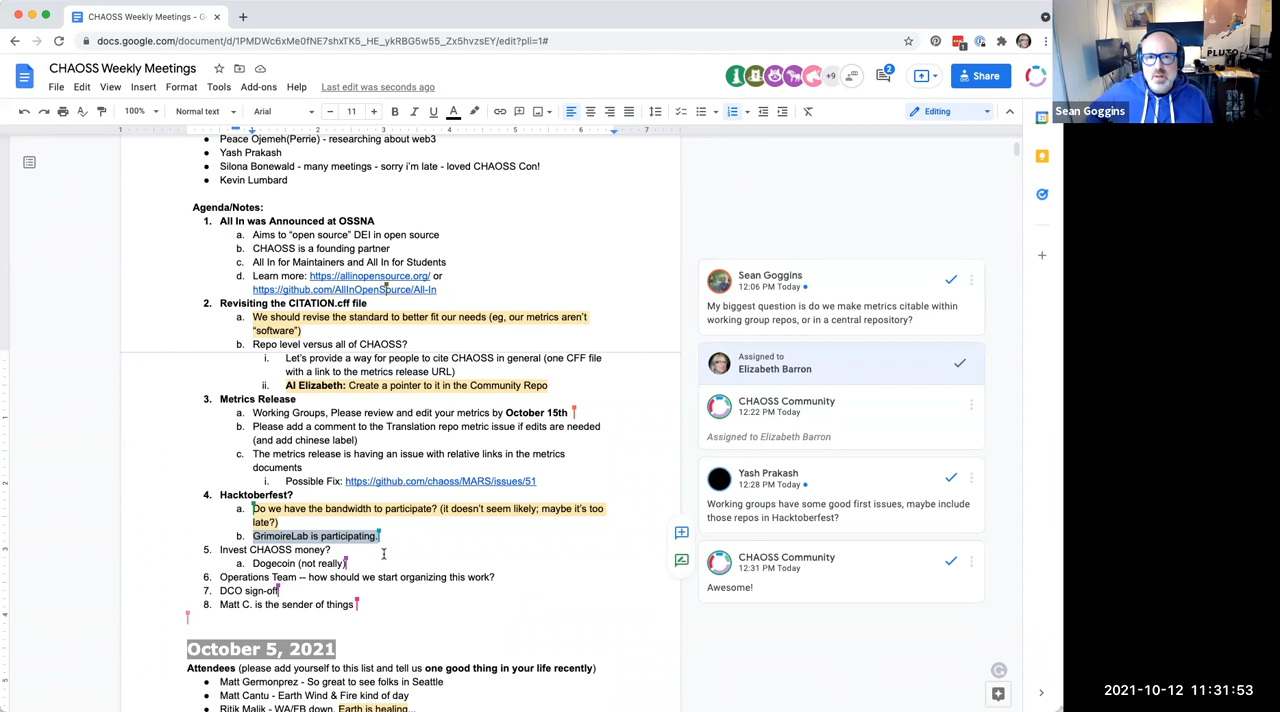 CHAOSS Weekly Meetings - G
docs.google.com/document/d/1PMDWc6xMe0fNE7shxTK5_HE_ykRBG5w55_Zx5hvzsEY/edit?pli=1#
CHAOSS Weekly Meetings
File Edit View Insert Format Tools Add-ons Help Last edit was seconds ago
+9
2
Share
100% Normal text Arial 11 Editing
Sean Goggins
1 1 2 3 4 5 6 7
Peace Ojemeh(Perrie) - researching about web3
Yash Prakash
Silona Bonewald - many meetings - sorry i'm late - loved CHAOSS Con!
Kevin Lumbard
Agenda/Notes:
1. All In was Announced at OSSNA
a. Aims to "open source" DEI in open source
b. CHAOSS is a founding partner
c. All In for Maintainers and All In for Students
d. Learn more: https://allinopensource.org/ or
https://github.com/AllInOpenSource/All-In
2. Revisiting the CITATION.cff file
a. We should revise the standard to better fit our needs (eg, our metrics aren't
"software")
b. Repo level versus all of CHAOSS?
i. Let's provide a way for people to cite CHAOSS in general (one CFF file
with a link to the metrics release URL)
ii. AI Elizabeth: Create a pointer to it in the Community Repo
3. Metrics Release
a. Working Groups, Please review and edit your metrics by October 15th
b. Please add a comment to the Translation repo metric issue if edits are needed
(and add chinese label)
c. The metrics release is having an issue with relative links in the metrics
documents
i. Possible Fix: https://github.com/chaoss/MARS/issues/51
4. Hacktoberfest?
a. Do we have the bandwidth to participate? (it doesn't seem likely; maybe it's too
late?)
b. GrimoireLab is participating.
5. Invest CHAOSS money?
a. Dogecoin (not really)
6. Operations Team -- how should we start organizing this work?
7. DCO sign-off
8. Matt C. is the sender of things
October 5, 2021
Attendees (please add yourself to this list and tell us one good thing in your life recently)
Matt Germonprez - So great to see folks in Seattle
Matt Cantu - Earth Wind & Fire kind of day
Ritik Malik - WA/FB down, Earth is healing...
Sean Goggins
12:06 PM Today
My biggest question is do we make metrics citable within
working group repos, or in a central repository?
Assigned to
Elizabeth Barron
CHAOSS Community
12:22 PM Today
Assigned to Elizabeth Barron
Yash Prakash
12:28 PM Today
Working groups have some good first issues, maybe include
those repos in Hacktoberfest?
CHAOSS Community
12:31 PM Today
Awesome!
2021-10-12 11:31:53